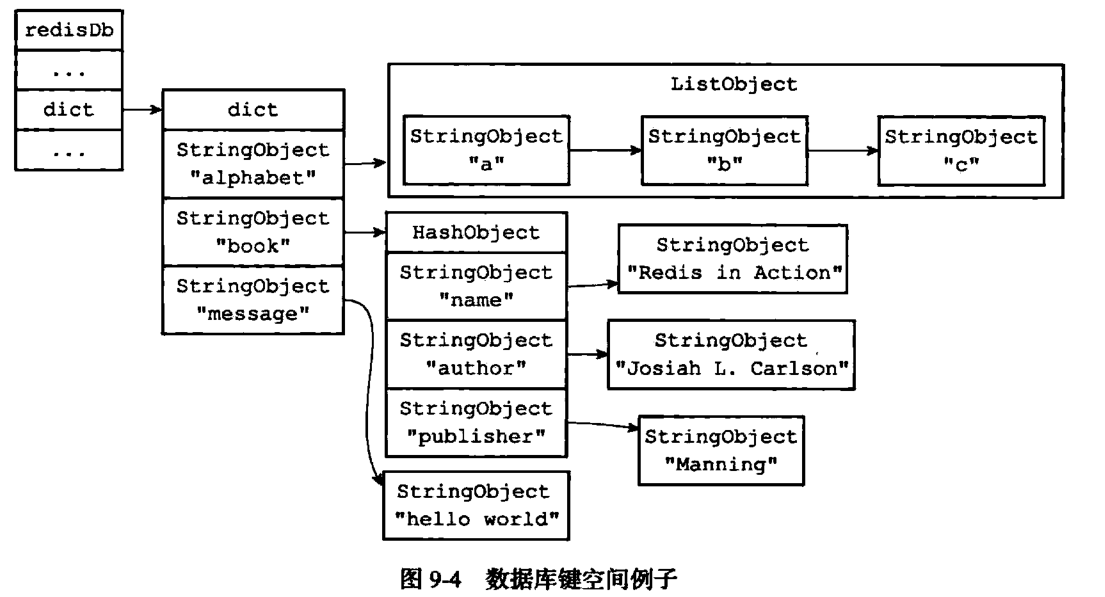 redisDb
...
dict
...
dict
StringObject
"alphabet"
StringObject
"book"
StringObject
"message"
ListObject
StringObject
"a"
StringObject
"b"
StringObject
"c"
HashObject
StringObject
"name"
StringObject
"author"
StringObject
"publisher"
StringObject
"Redis in Action"
StringObject
"Josiah L. Carlson"
StringObject
"Manning"
StringObject
"hello world"
图 9-4 数据库键空间例子